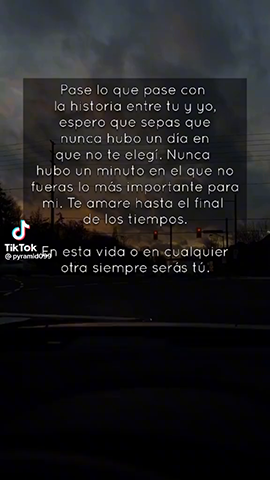 Pase lo que pase con
la historia entre tu y yo,
espero que sepas que
nunca hubo un día en
que no te elegí. Nunca
hubo un minuto en el que no
fueras lo más importante para
mi. Te amare hasta el final
de los tiempos.
En esta vida o en cualquier
otra siempre serás tú.
TikTok
@pyramid099